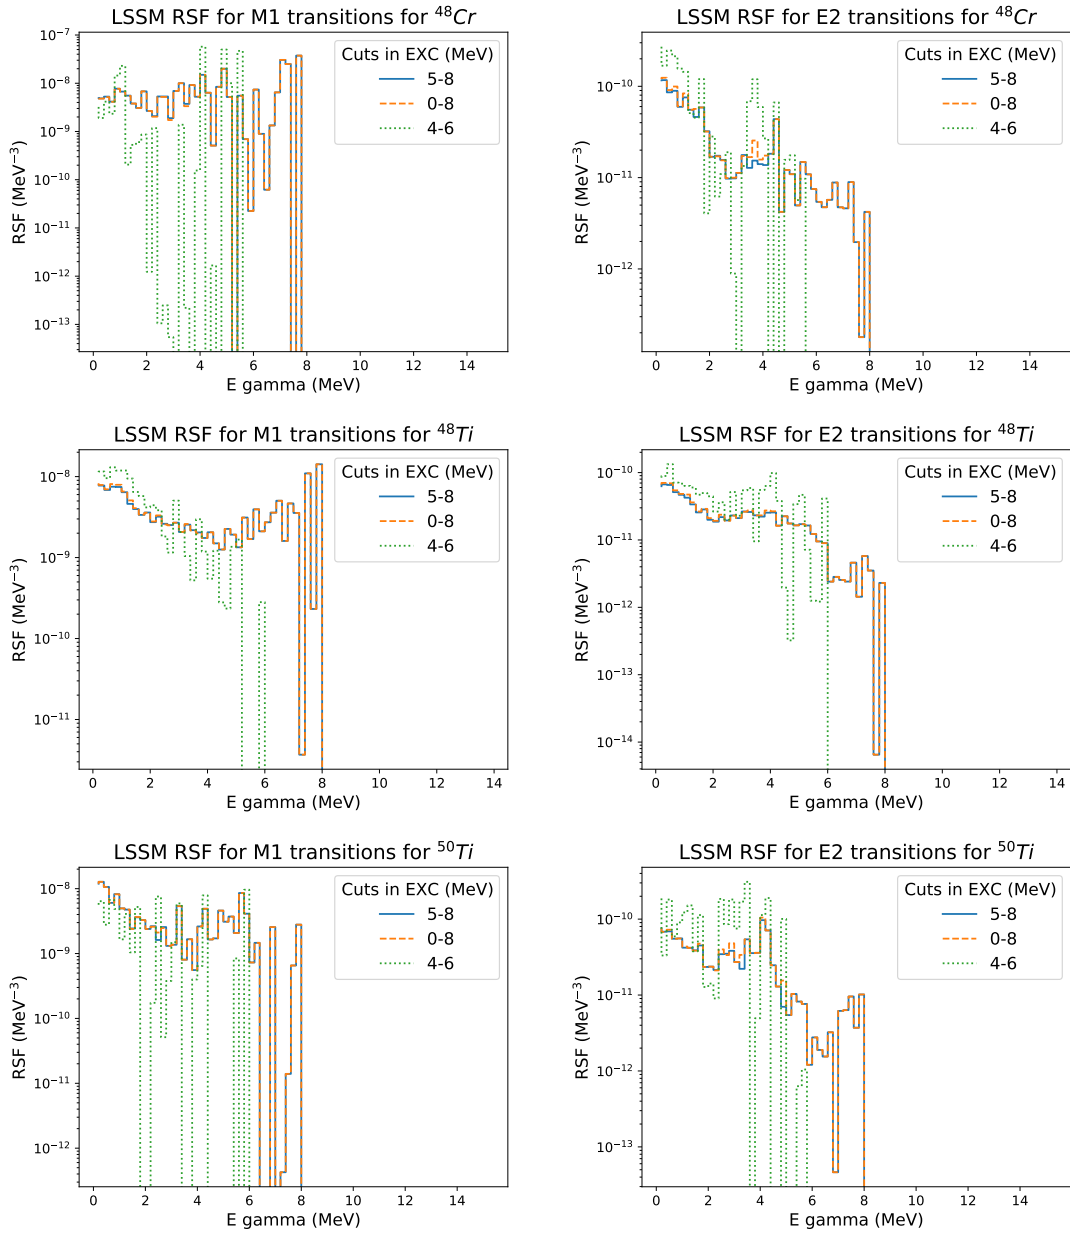 LSSM RSF for M1 transitions for ⁴⁸Cr
RSF (MeV⁻³)
10⁻⁷
10⁻⁸
10⁻⁹
10⁻¹⁰
10⁻¹¹
10⁻¹²
10⁻¹³
Cuts in EXC (MeV)
5-8
0-8
4-6
0 2 4 6 8 10 12 14
E gamma (MeV)
LSSM RSF for E2 transitions for ⁴⁸Cr
RSF (MeV⁻³)
10⁻¹⁰
10⁻¹¹
10⁻¹²
Cuts in EXC (MeV)
5-8
0-8
4-6
0 2 4 6 8 10 12 14
E gamma (MeV)
LSSM RSF for M1 transitions for ⁴⁸Ti
RSF (MeV⁻³)
10⁻⁸
10⁻⁹
10⁻¹⁰
10⁻¹¹
Cuts in EXC (MeV)
5-8
0-8
4-6
0 2 4 6 8 10 12 14
E gamma (MeV)
LSSM RSF for E2 transitions for ⁴⁸Ti
RSF (MeV⁻³)
10⁻¹⁰
10⁻¹¹
10⁻¹²
10⁻¹³
10⁻¹⁴
Cuts in EXC (MeV)
5-8
0-8
4-6
0 2 4 6 8 10 12 14
E gamma (MeV)
LSSM RSF for M1 transitions for ⁵⁰Ti
RSF (MeV⁻³)
10⁻⁸
10⁻⁹
10⁻¹⁰
10⁻¹¹
10⁻¹²
Cuts in EXC (MeV)
5-8
0-8
4-6
0 2 4 6 8 10 12 14
E gamma (MeV)
LSSM RSF for E2 transitions for ⁵⁰Ti
RSF (MeV⁻³)
10⁻¹⁰
10⁻¹¹
10⁻¹²
10⁻¹³
Cuts in EXC (MeV)
5-8
0-8
4-6
0 2 4 6 8 10 12 14
E gamma (MeV)